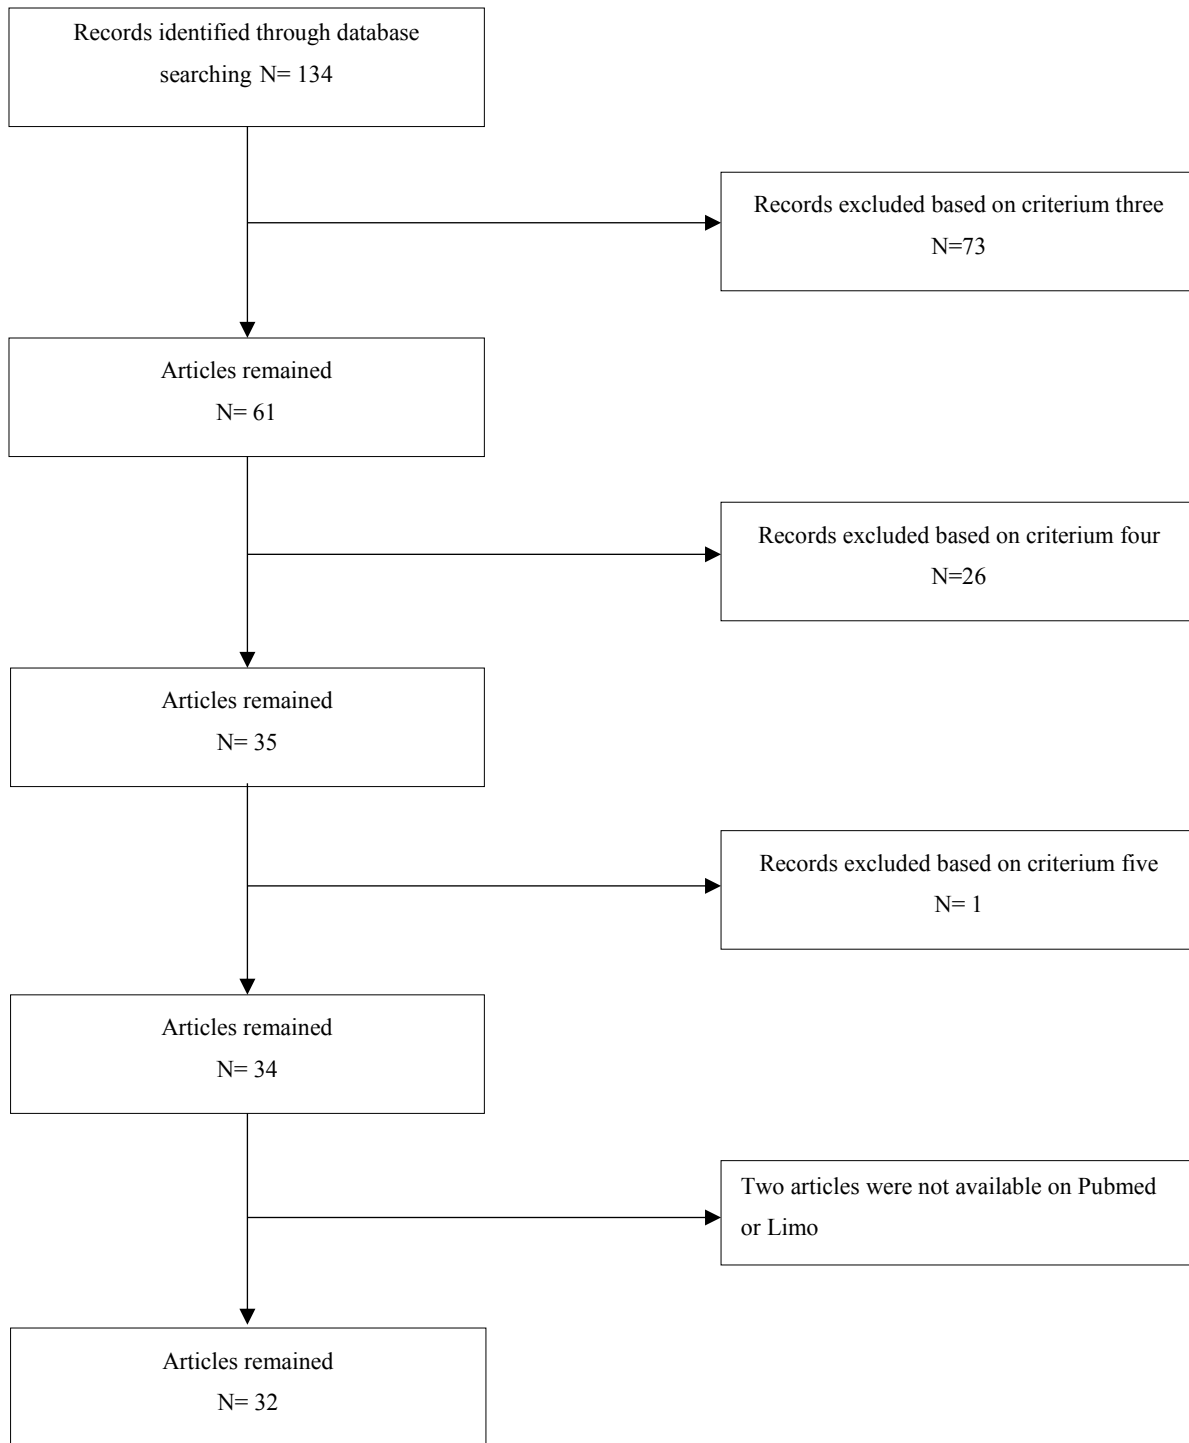 Records identified through database
searching N= 134
Records excluded based on criterium three
N=73
Articles remained
N= 61
Records excluded based on criterium four
N=26
Articles remained
N= 35
Records excluded based on criterium five
N= 1
Articles remained
N= 34
Two articles were not available on Pubmed
or Limo
Articles remained
N= 32